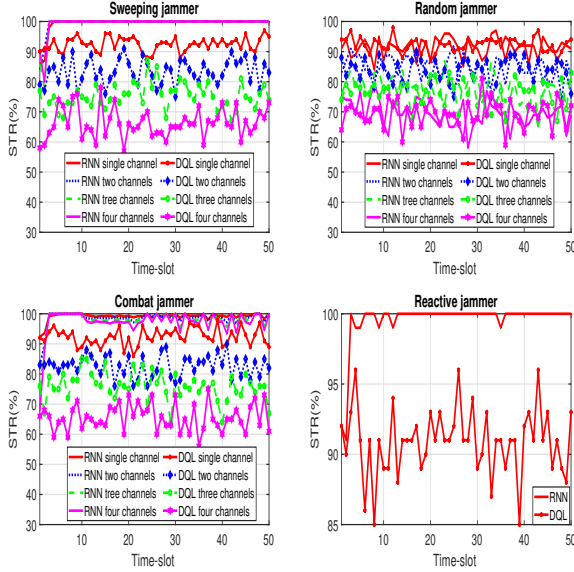 Sweeping jammer
100
90
80
70
60
50
40
30
STR(%)
10 20 30 40 50
Time-slot
RNN single channel
RNN two channels
RNN tree channels
RNN four channels
DQL single channel
DQL two channels
DQL three channels
DQL four channels
Random jammer
100
90
80
70
60
50
40
30
STR(%)
10 20 30 40 50
Time-slot
RNN single channel
RNN two channels
RNN tree channels
RNN four channels
DQL single channel
DQL two channels
DQL three channels
DQL four channels
Combat jammer
100
90
80
70
60
50
40
30
STR(%)
10 20 30 40 50
Time-slot
RNN single channel
RNN two channels
RNN tree channels
RNN four channels
DQL single channel
DQL two channels
DQL three channels
DQL four channels
Reactive jammer
100
95
90
85
STR(%)
10 20 30 40 50
Time-slot
RNN
DQL